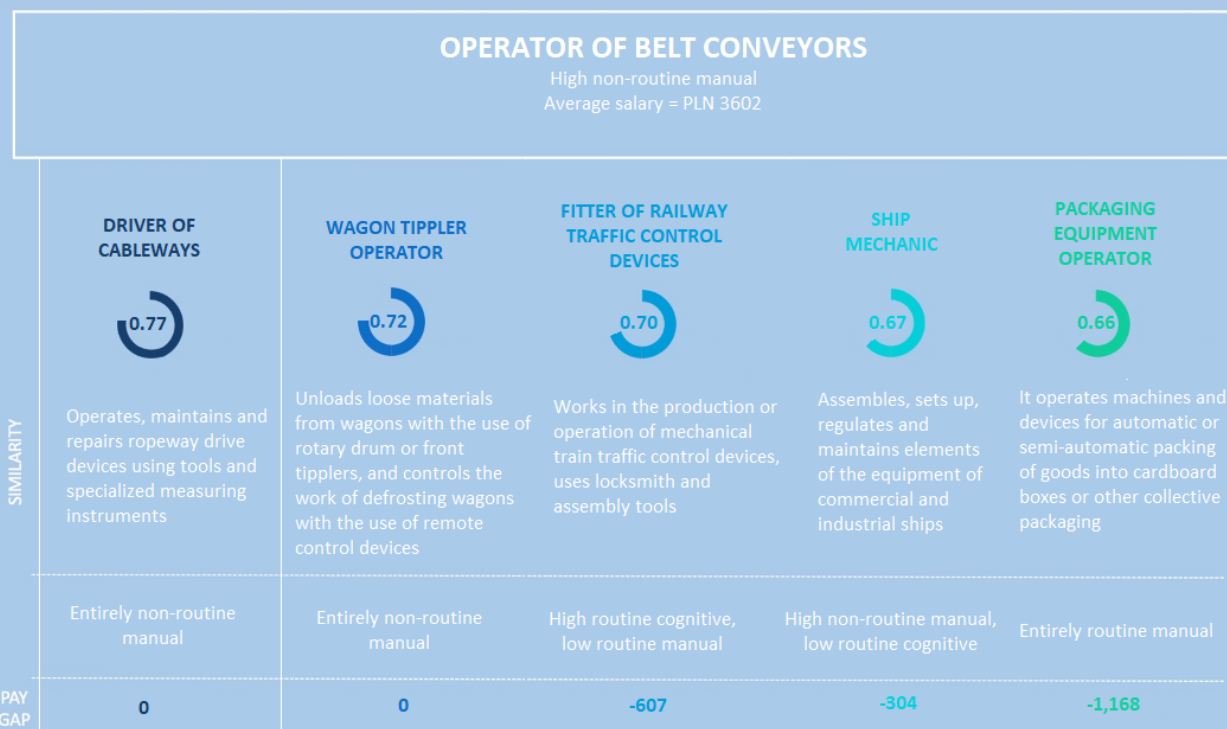 OPERATOR OF BELT CONVEYORS
High non-routine manual
Average salary = PLN 3602
DRIVER OF
CABLEWAYS
WAGON TIPPLER
OPERATOR
FITTER OF RAILWAY
TRAFFIC CONTROL
DEVICES
SHIP
MECHANIC
PACKAGING
EQUIPMENT
OPERATOR
0.77
0.72
0.70
0.67
0.66
SIMILARITY
Operates, maintains and
repairs ropeway drive
devices using tools and
specialized measuring
instruments
Unloads loose materials
from wagons with the use of
rotary drum or front
tipplers, and controls the
work of defrosting wagons
with the use of remote
control devices
Works in the production or
operation of mechanical
train traffic control devices,
uses locksmith and
assembly tools
Assembles, sets up,
regulates and
maintains elements
of the equipment of
commercial and
industrial ships
It operates machines and
devices for automatic or
semi-automatic packing
of goods into cardboard
boxes or other collective
packaging
Entirely non-routine
manual
Entirely non-routine
manual
High routine cognitive,
low routine manual
High non-routine manual,
low routine cognitive
Entirely routine manual
PAY
GAP
0
0
-607
-304
-1,168